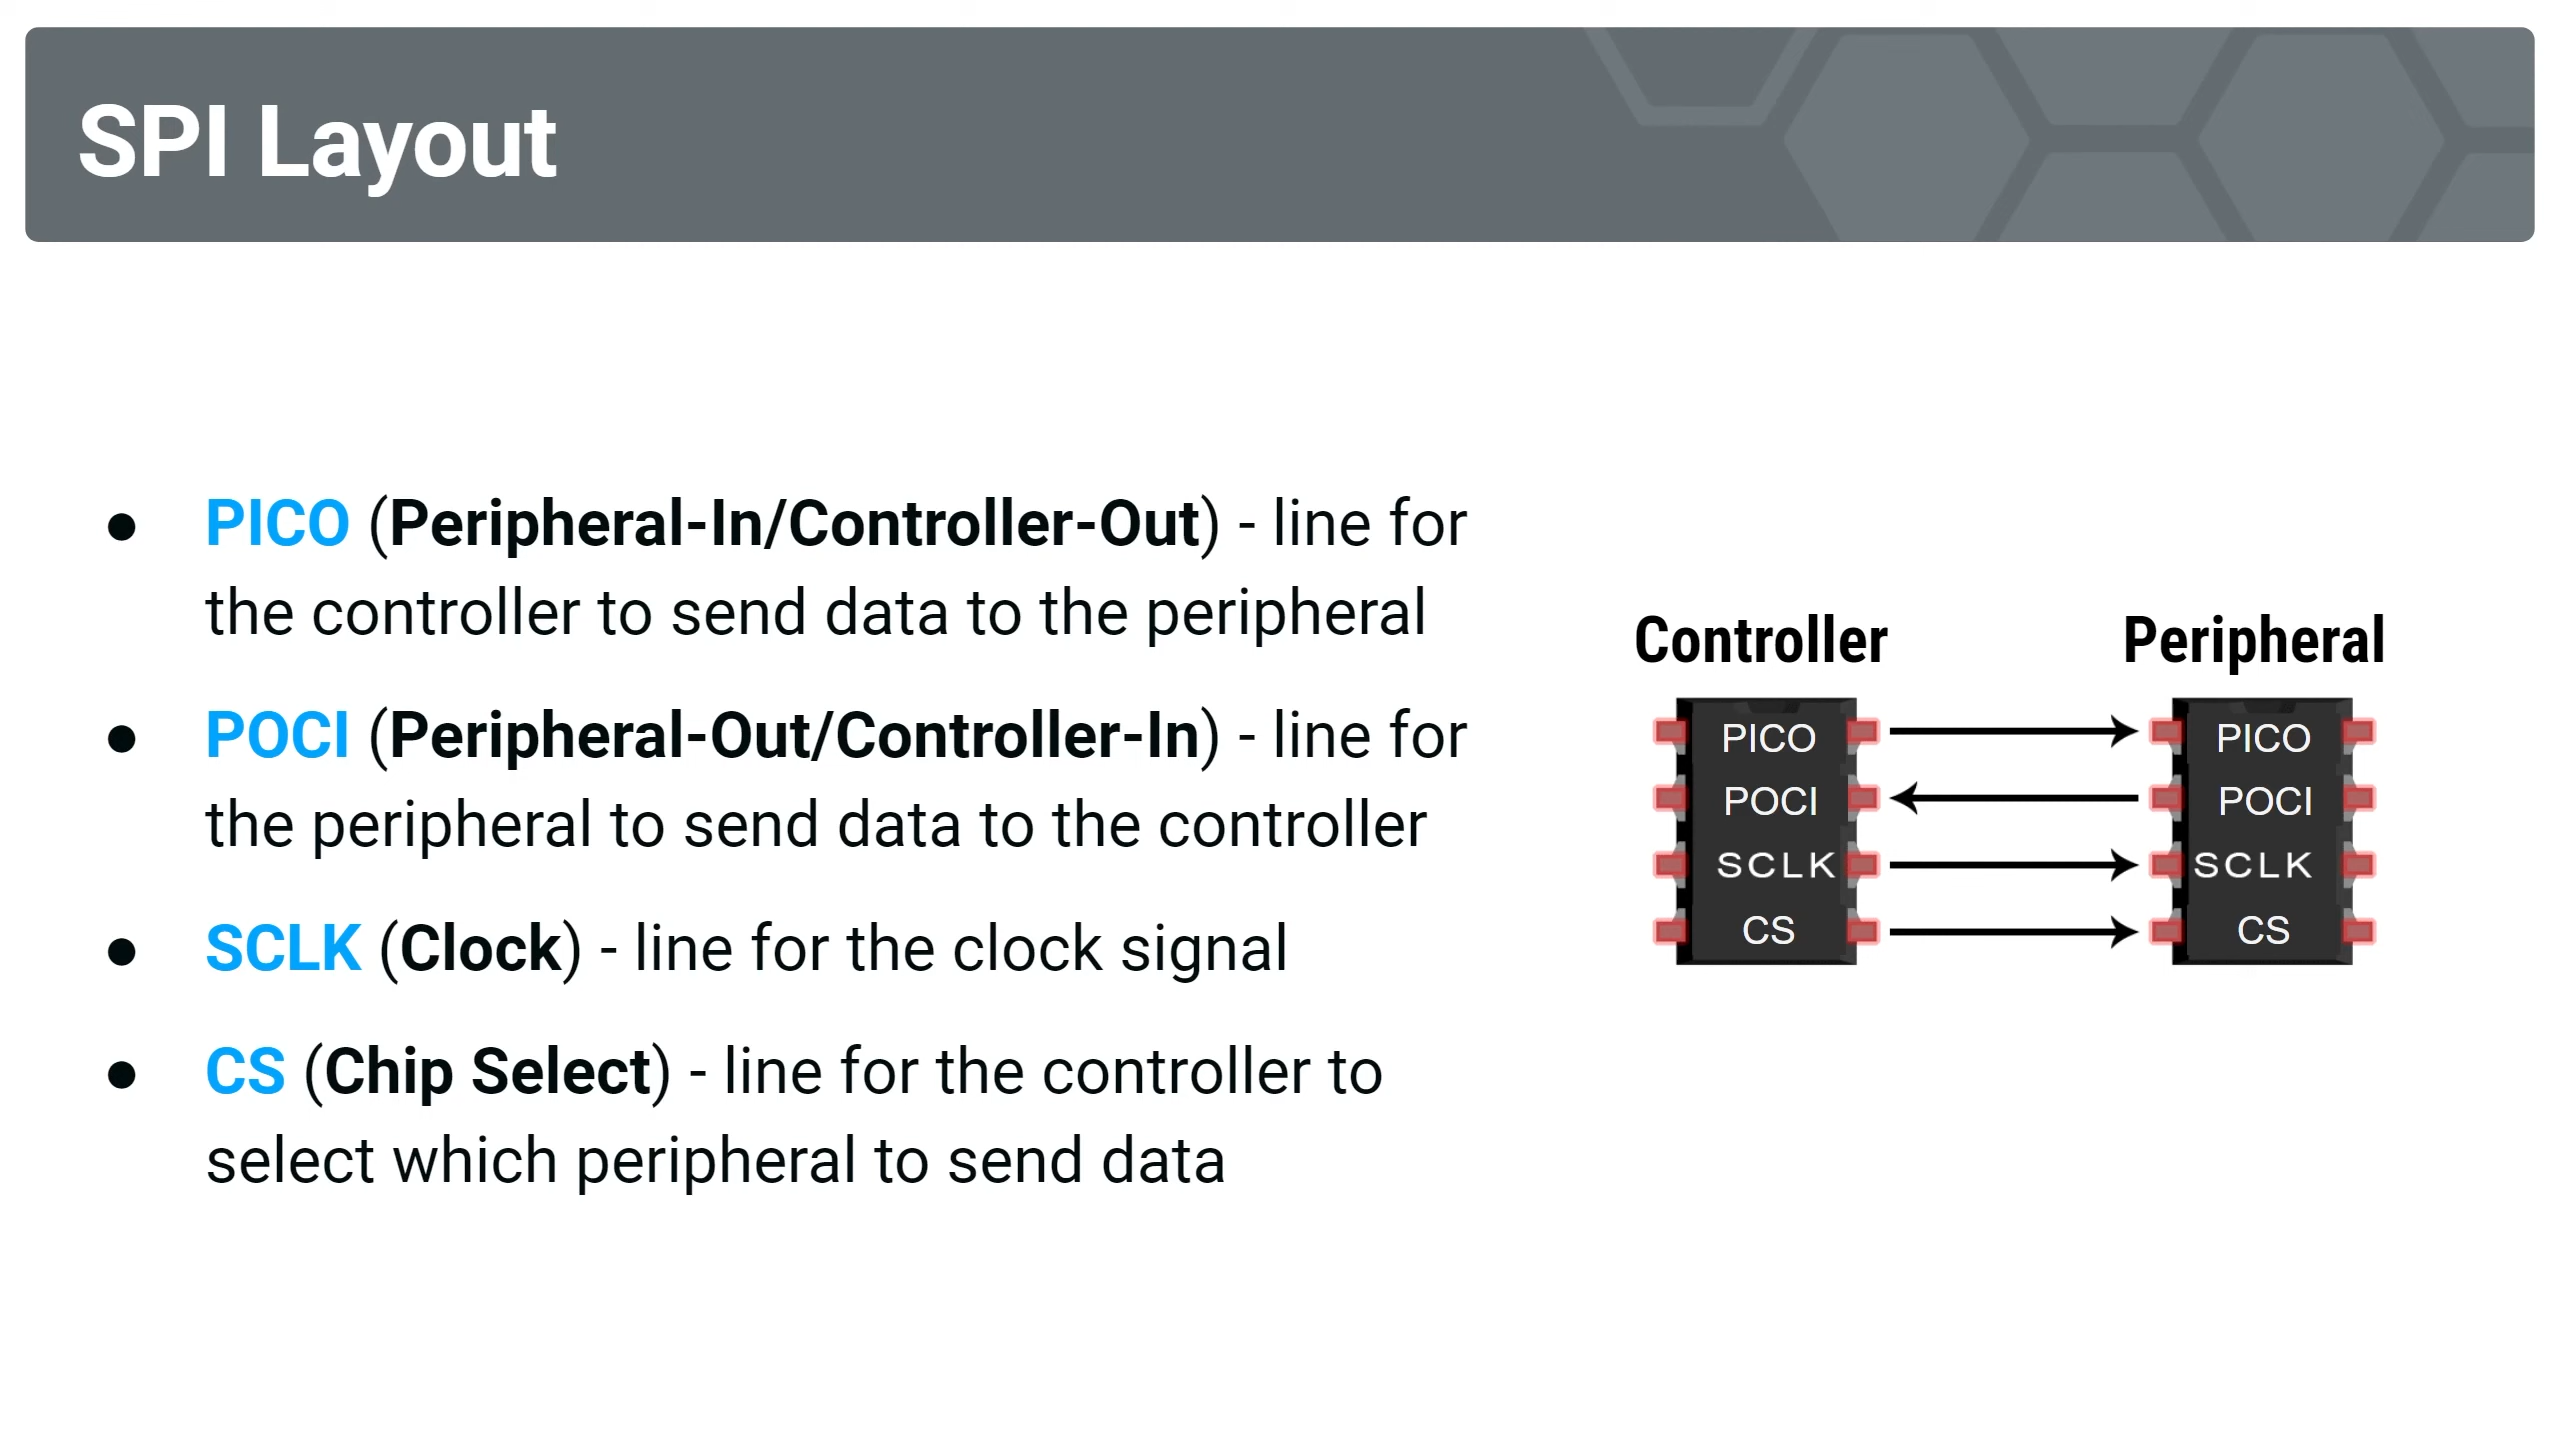 SPI Layout
● PICO (Peripheral-In/Controller-Out) - line for
the controller to send data to the peripheral
● POCI (Peripheral-Out/Controller-In) - line for
the peripheral to send data to the controller
● SCLK (Clock) - line for the clock signal
● CS (Chip Select) - line for the controller to
select which peripheral to send data
Controller
PICO
POCI
SCLK
CS
Peripheral
PICO
POCI
SCLK
CS